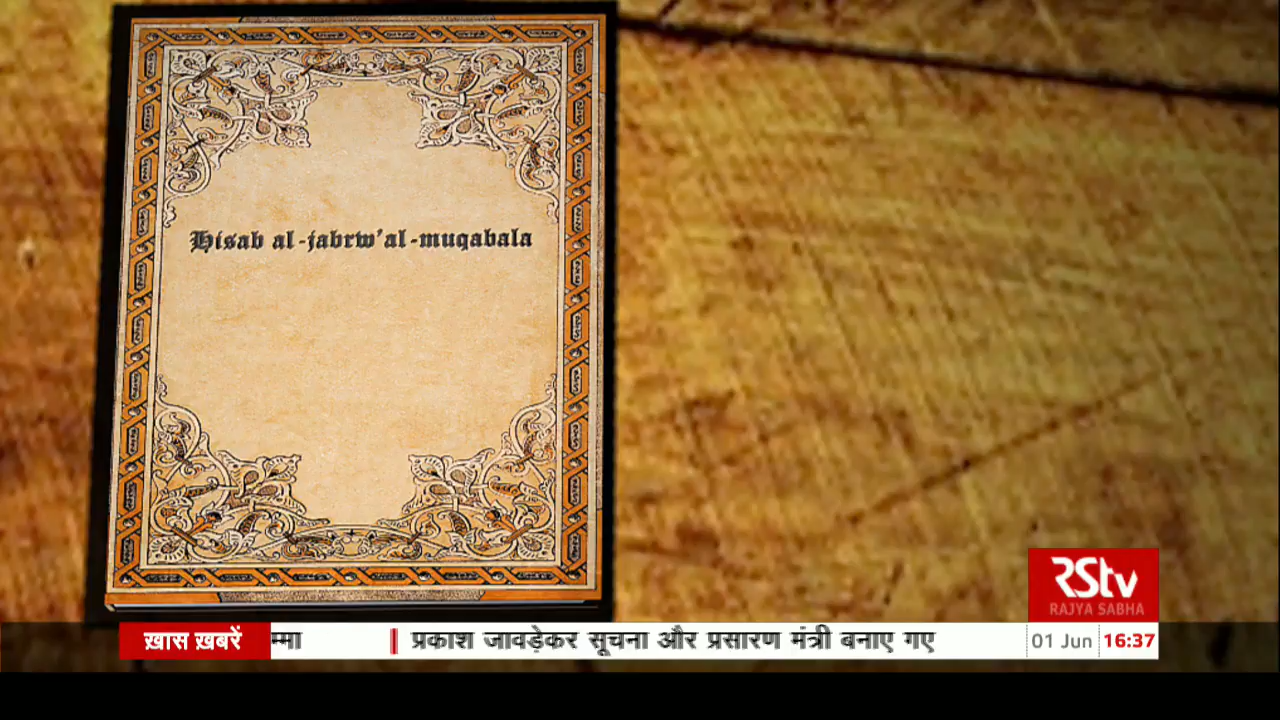 Hisab al-jabrw'al-muqabala
RSTV
RAJYA SABHA
ख़ास ख़बरें
म्मा | प्रकाश जावड़ेकर सूचना और प्रसारण मंत्री बनाए गए
01 Jun 16:37